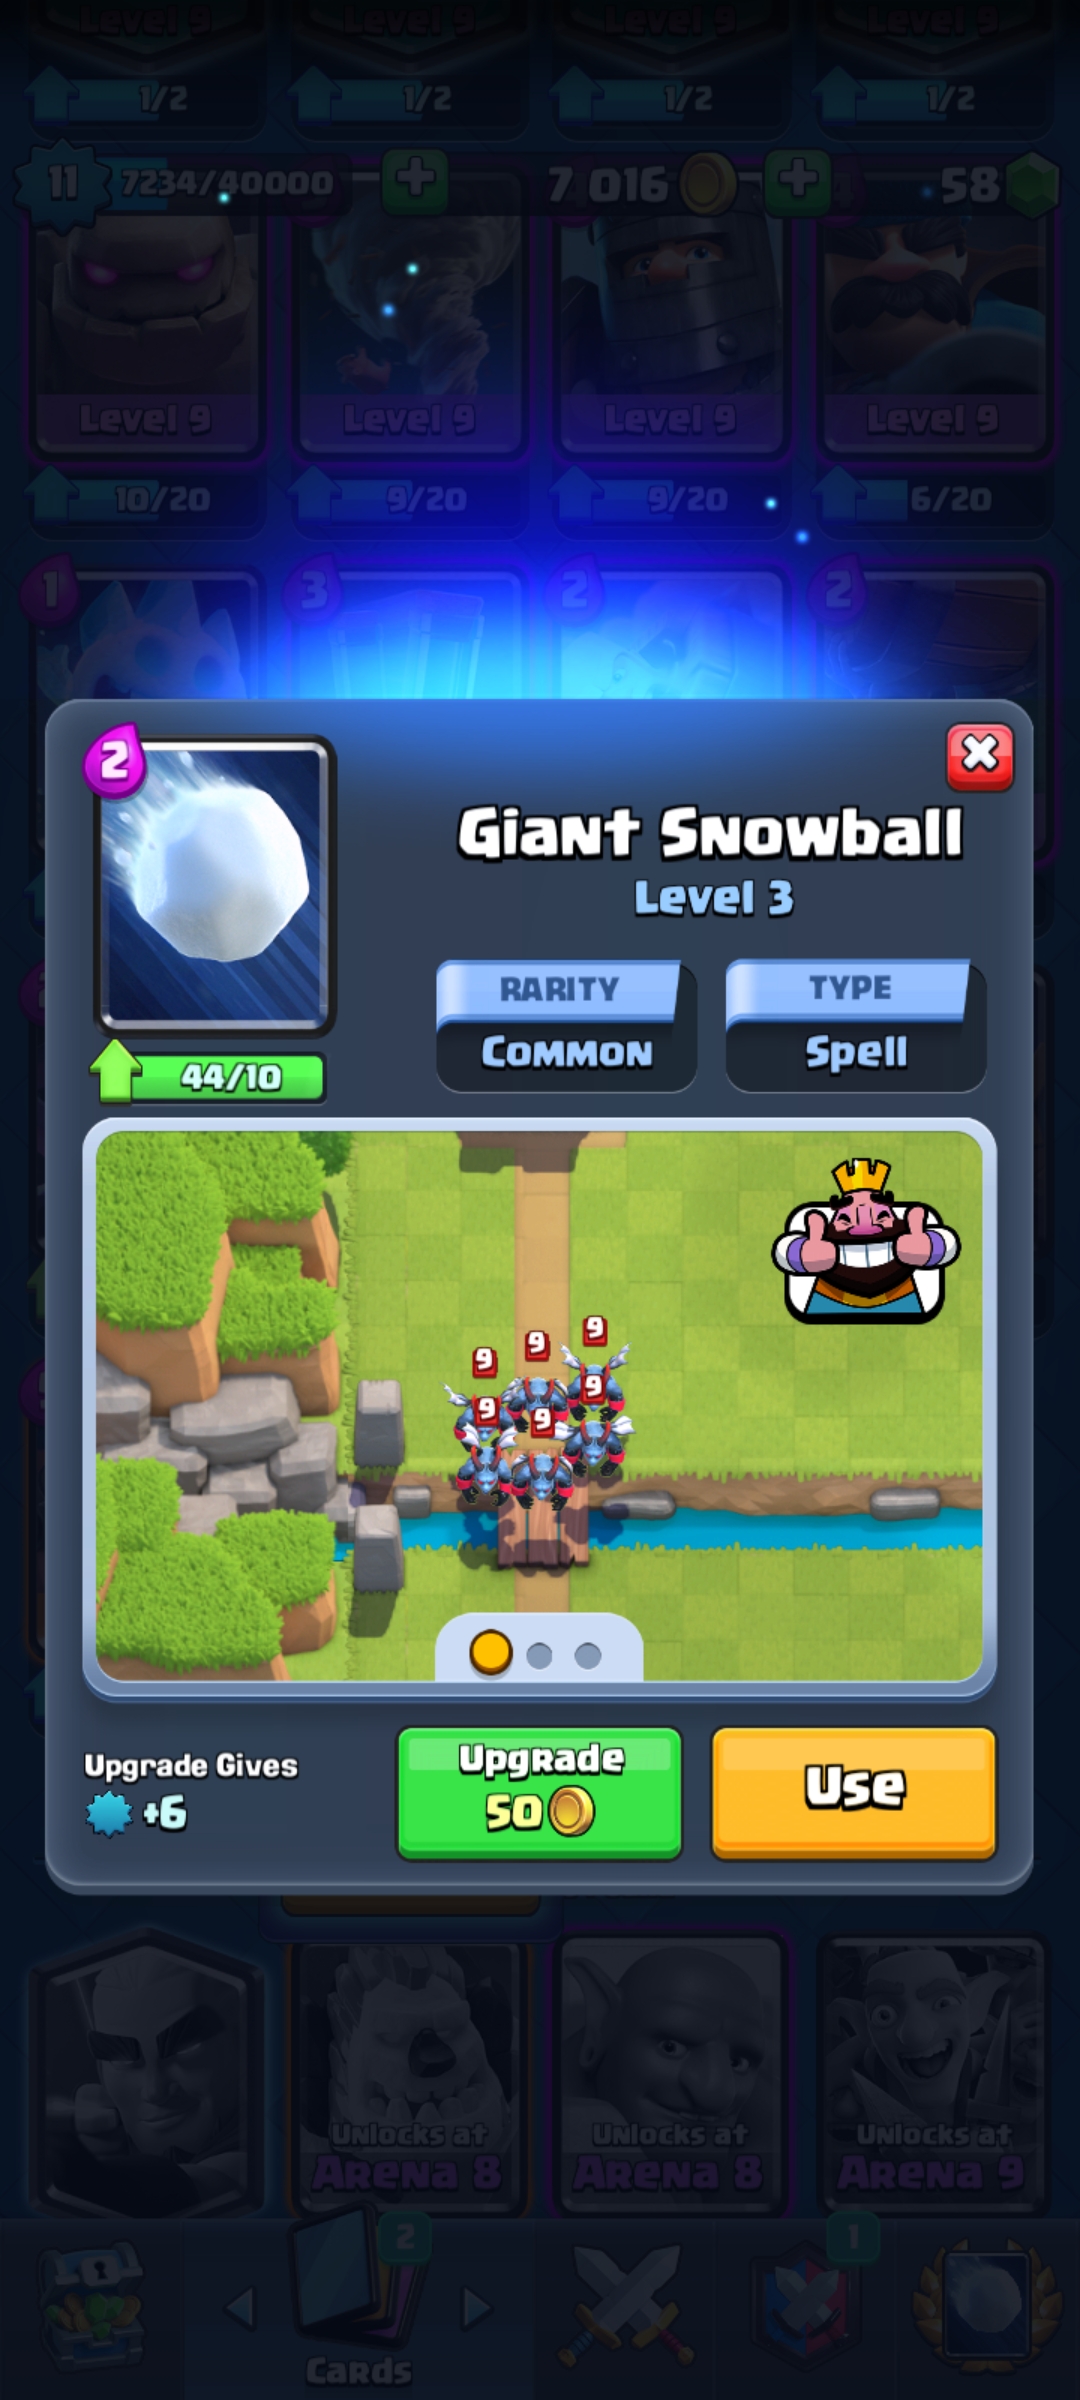 Level 9 Level 9 Level 9 Level 9
1/2 1/2 1/2 1/2
11 7234/40000 7 016 58
Level 9 Level 9 Level 9 Level 9
10/20 9/20 9/20 6/20
1 3 2 2
2
Giant Snowball
Level 3
RARITY TYPE
Common Spell
44/10
9 9 9
9 9 9
Upgrade Gives
+6
Upgrade
50
Use
Unlocks at Unlocks at Unlocks at
Arena 8 Arena 8 Arena 9
2 1
Cards